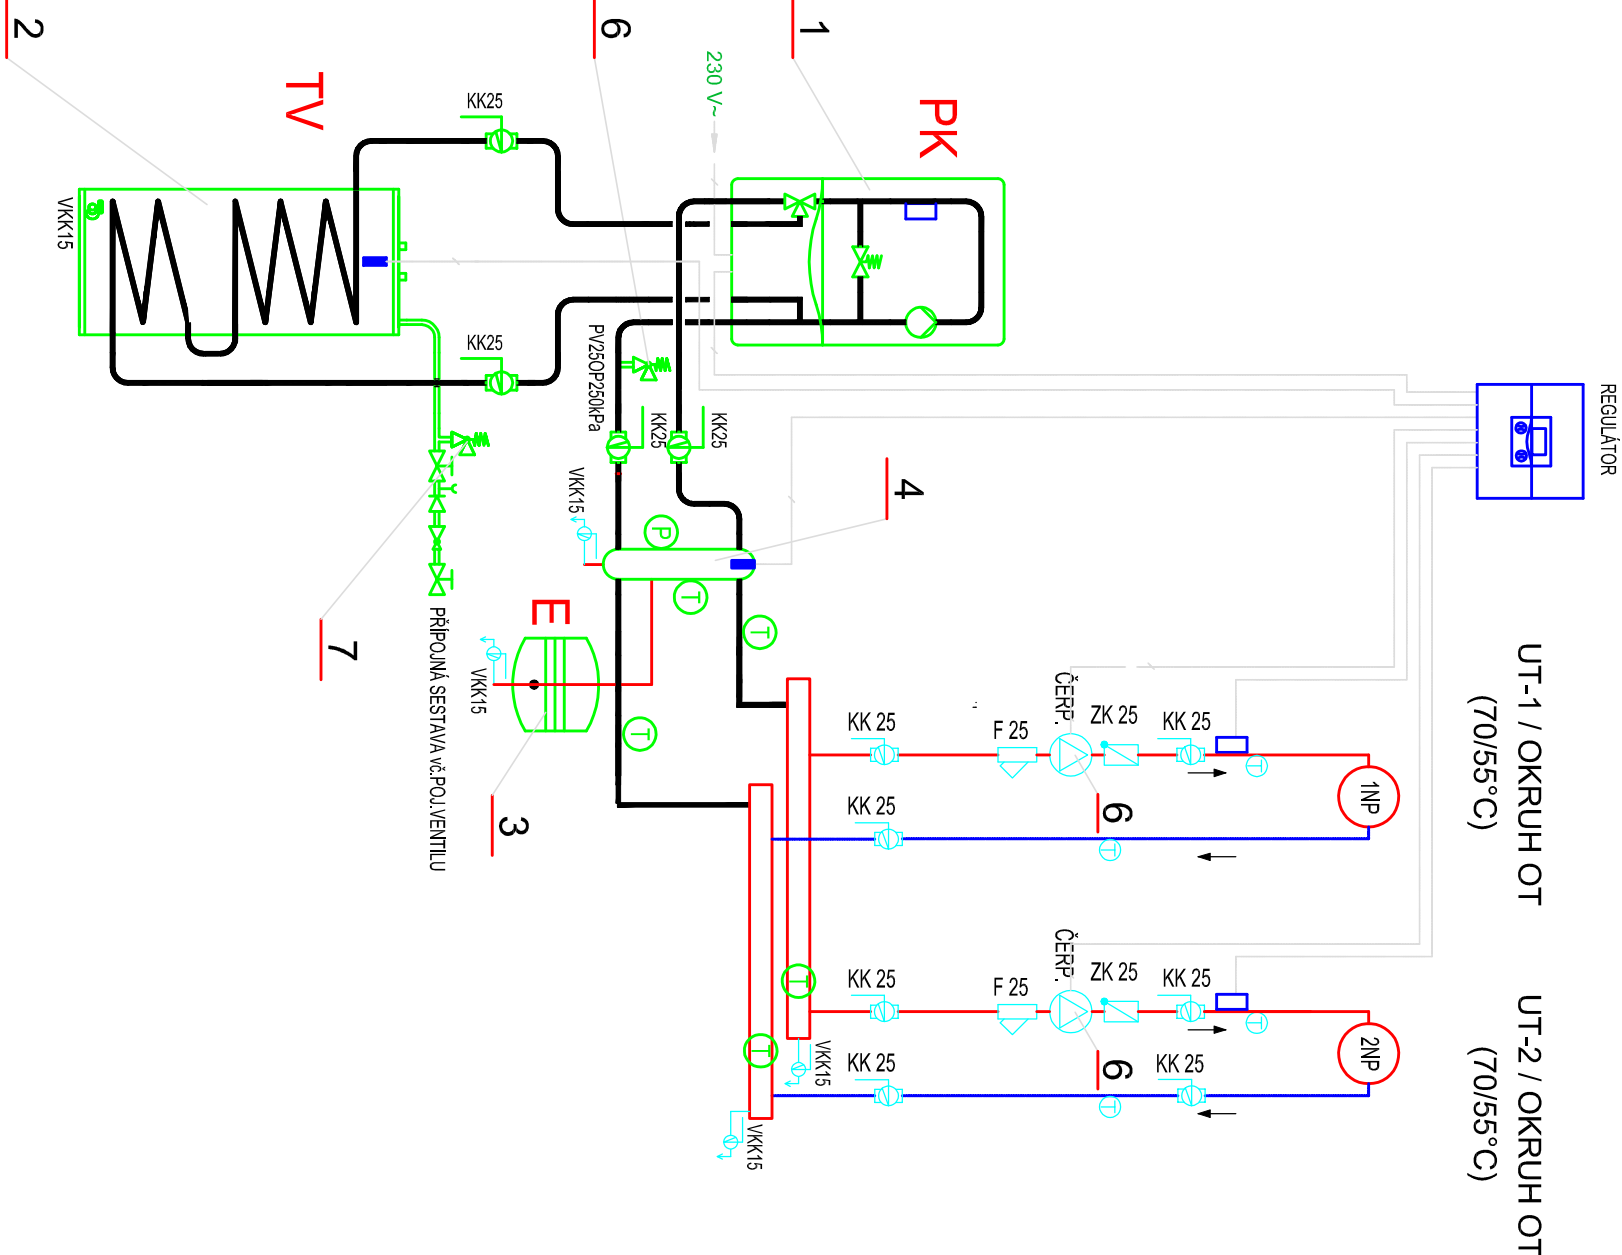 2
6
1
230 V~
PK
TV
KK25
VKK15
KK25
PV25OP250kPa
KK25
KK25
REGULÁTOR
VKK15
4
P
T
T
E
7
PŘÍPOJNÁ SESTAVA vč.POJ.VENTILU
VKK15
T
3
UT-1 / OKRUH OT
(70/55°C)
KK 25
F 25
ČERP.
ZK 25
KK 25
T
1NP
KK 25
6
T
UT-2 / OKRUH OT
(70/55°C)
KK 25
F 25
ČERP.
ZK 25
KK 25
T
T
T
2NP
VKK15
KK 25
6
KK 25
T
VKK15